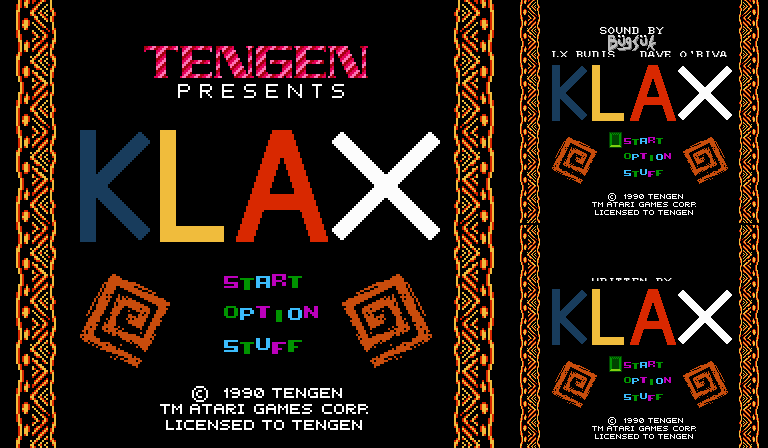 TENGEN
PRESENTS
KLAX
START
OPTION
STUFF
© 1990 TENGEN
TM ATARI GAMES CORP.
LICENSED TO TENGEN
SOUND BY
LX RUDIS DAVE O'RIVA
KLAX
START
OPTION
STUFF
© 1990 TENGEN
TM ATARI GAMES CORP.
LICENSED TO TENGEN
WRITTEN BY
KLAX
START
OPTION
STUFF
© 1990 TENGEN
TM ATARI GAMES CORP.
LICENSED TO TENGEN